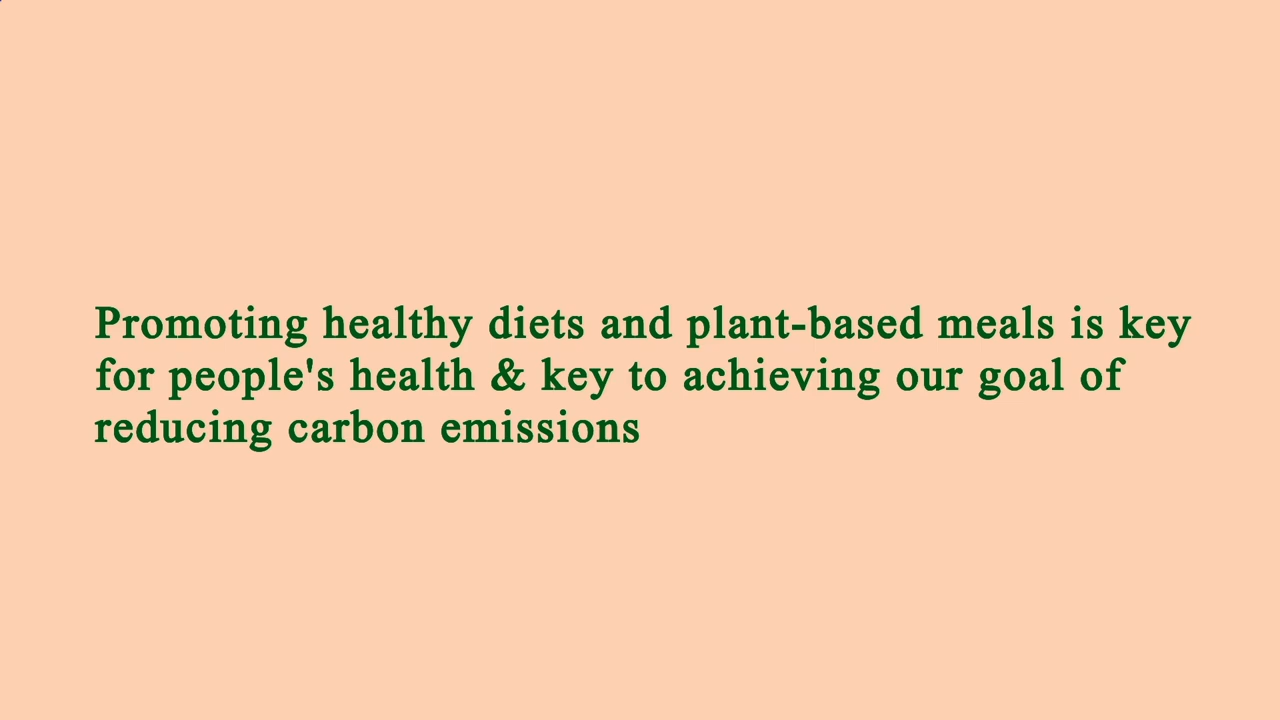 Promoting healthy diets and plant-based meals is key
for people's health & key to achieving our goal of
reducing carbon emissions